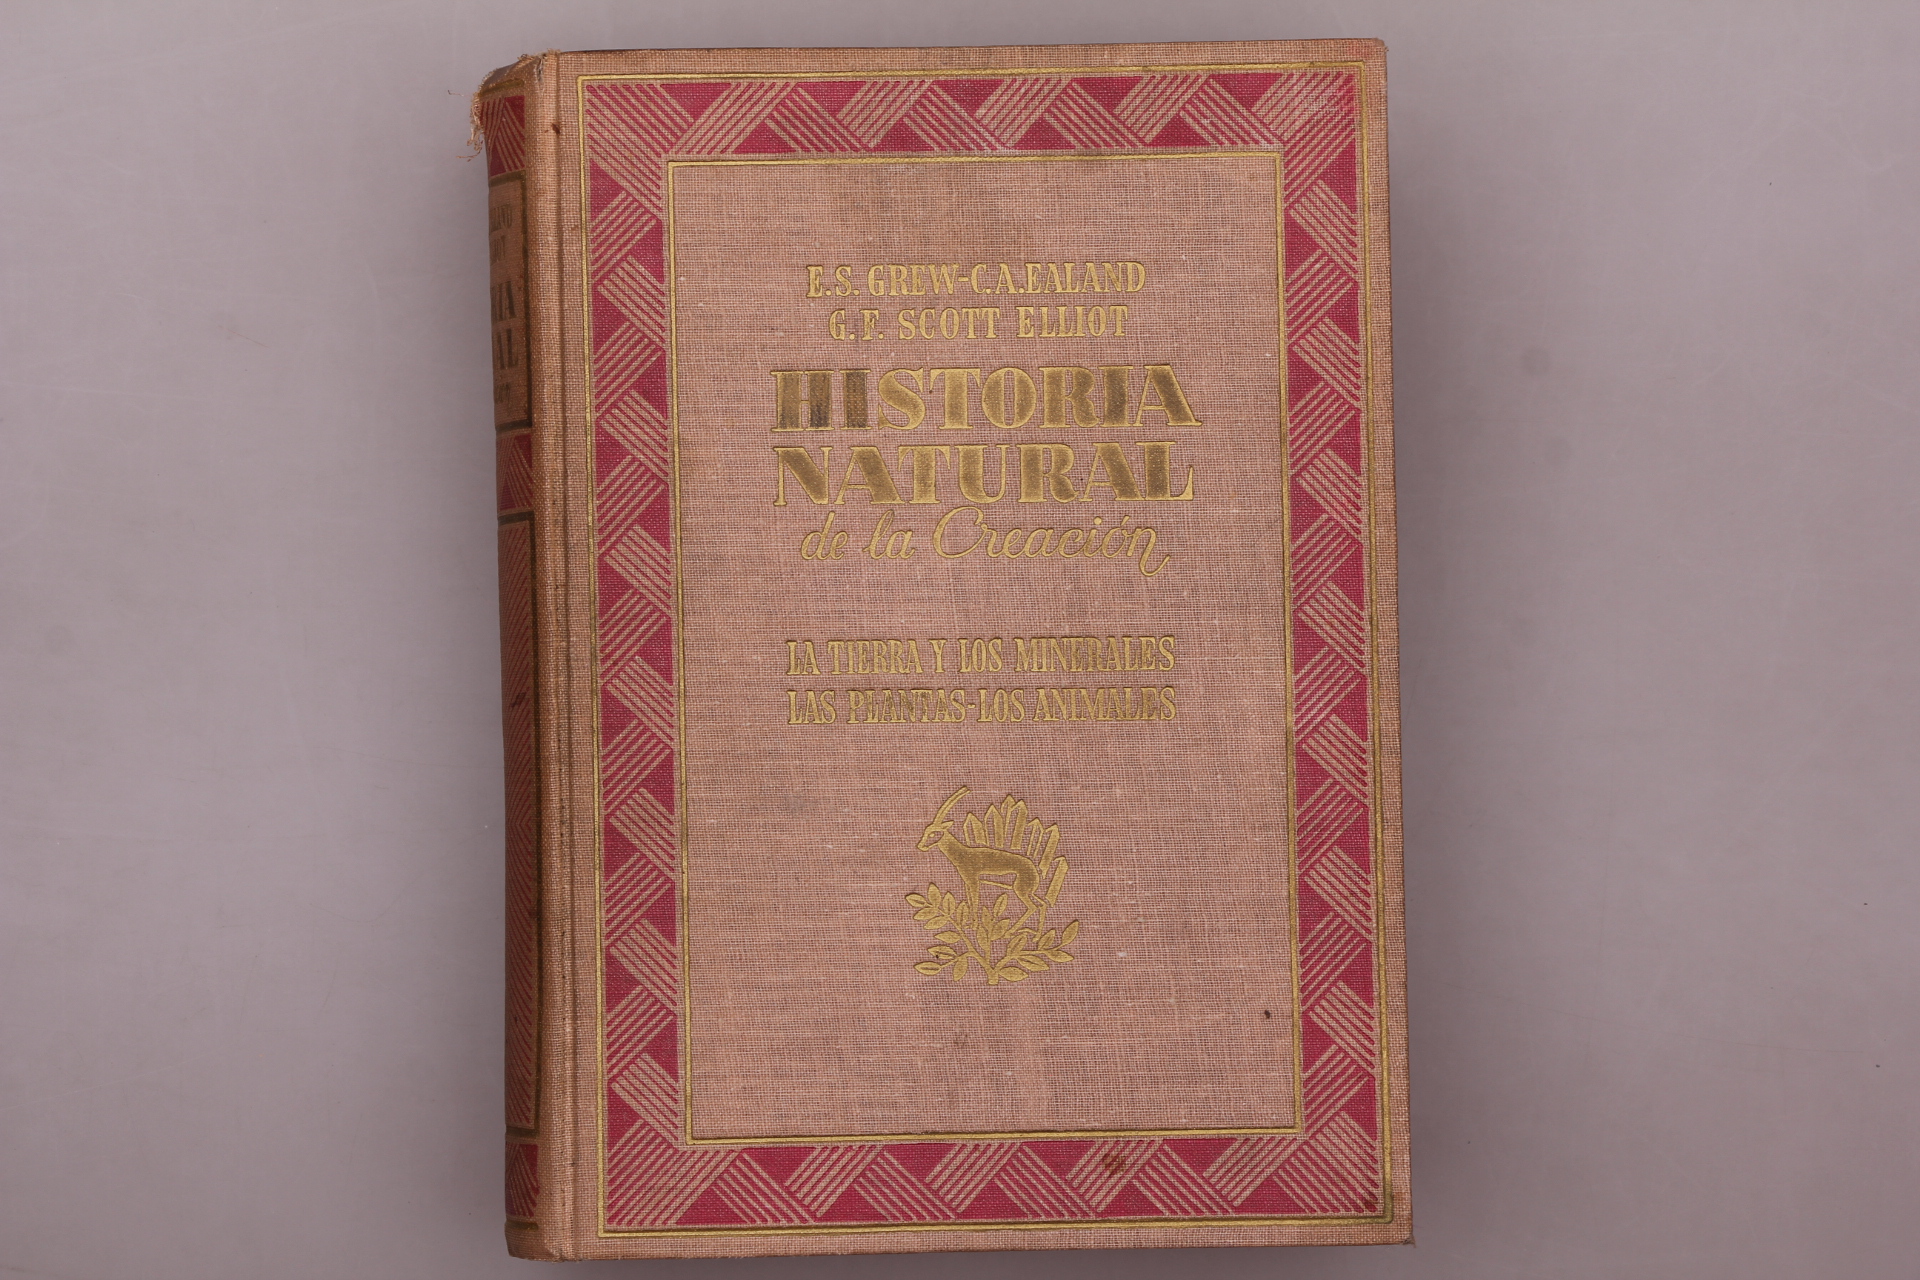 E.S. GREW-C.A.EALAND
G.F. SCOTT ELLIOT
HISTORIA
NATURAL
de la Creación
LA TIERRA Y LOS MINERALES
LAS PLANTAS-LOS ANIMALES